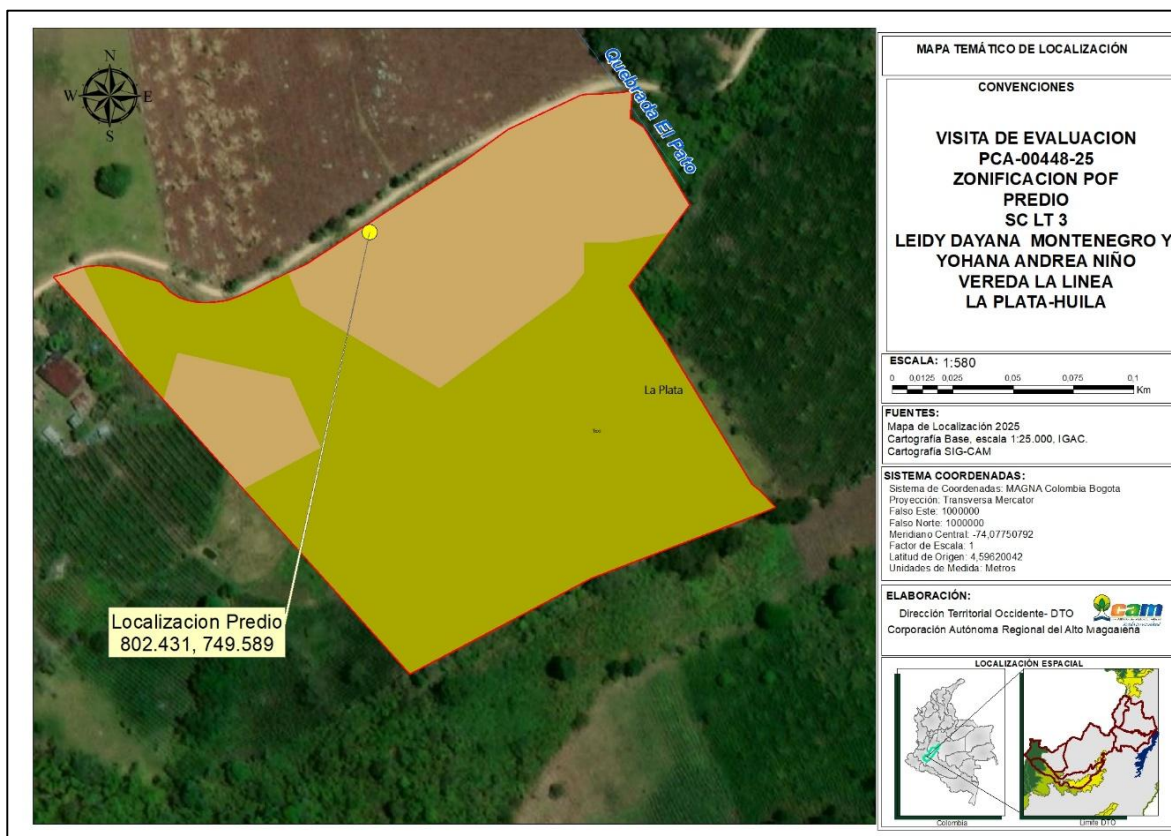 N
W E
S
Quebrada El Pato
La Plata
Localizacion Predio
802.431, 749.589
MAPA TEMÁTICO DE LOCALIZACIÓN
CONVENCIONES
VISITA DE EVALUACION
PCA-00448-25
ZONIFICACION POF
PREDIO
SC LT 3
LEIDY DAYANA MONTENEGRO Y
YOHANA ANDREA NIÑO
VEREDA LA LINEA
LA PLATA-HUILA
ESCALA: 1:580
0 0,0125 0,025 0,05 0,075 0,1
Km
FUENTES:
Mapa de Localización 2025
Cartografía Base, escala 1:25.000, IGAC.
Cartografía SIG-CAM
SISTEMA COORDENADAS:
Sistema de Coordenadas: MAGNA Colombia Bogota
Proyección: Transversa Mercator
Falso Este: 1000000
Falso Norte: 1000000
Meridiano Central: -74,07750792
Factor de Escala: 1
Latitud de Origen: 4,59620042
Unidades de Medida: Metros
ELABORACIÓN:
Dirección Territorial Occidente- DTO
cam
Corporación Autónoma Regional del Alto Magdalena
LOCALIZACIÓN ESPACIAL
Colombia
Limite DTO